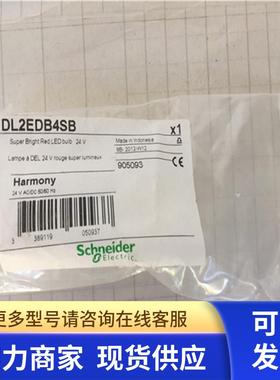 DL2EDB4SB
x1
Super Bright Red LED bulb 24 V
Made in Indonesia
Lampe à DEL 24 V rouge super lumineux
905093
CE
Harmony
24 V AC/DC 50/60 Hz
3 389119 050937
Schneider
Electric
更多型号请咨询在线客服
力商家 现货供应